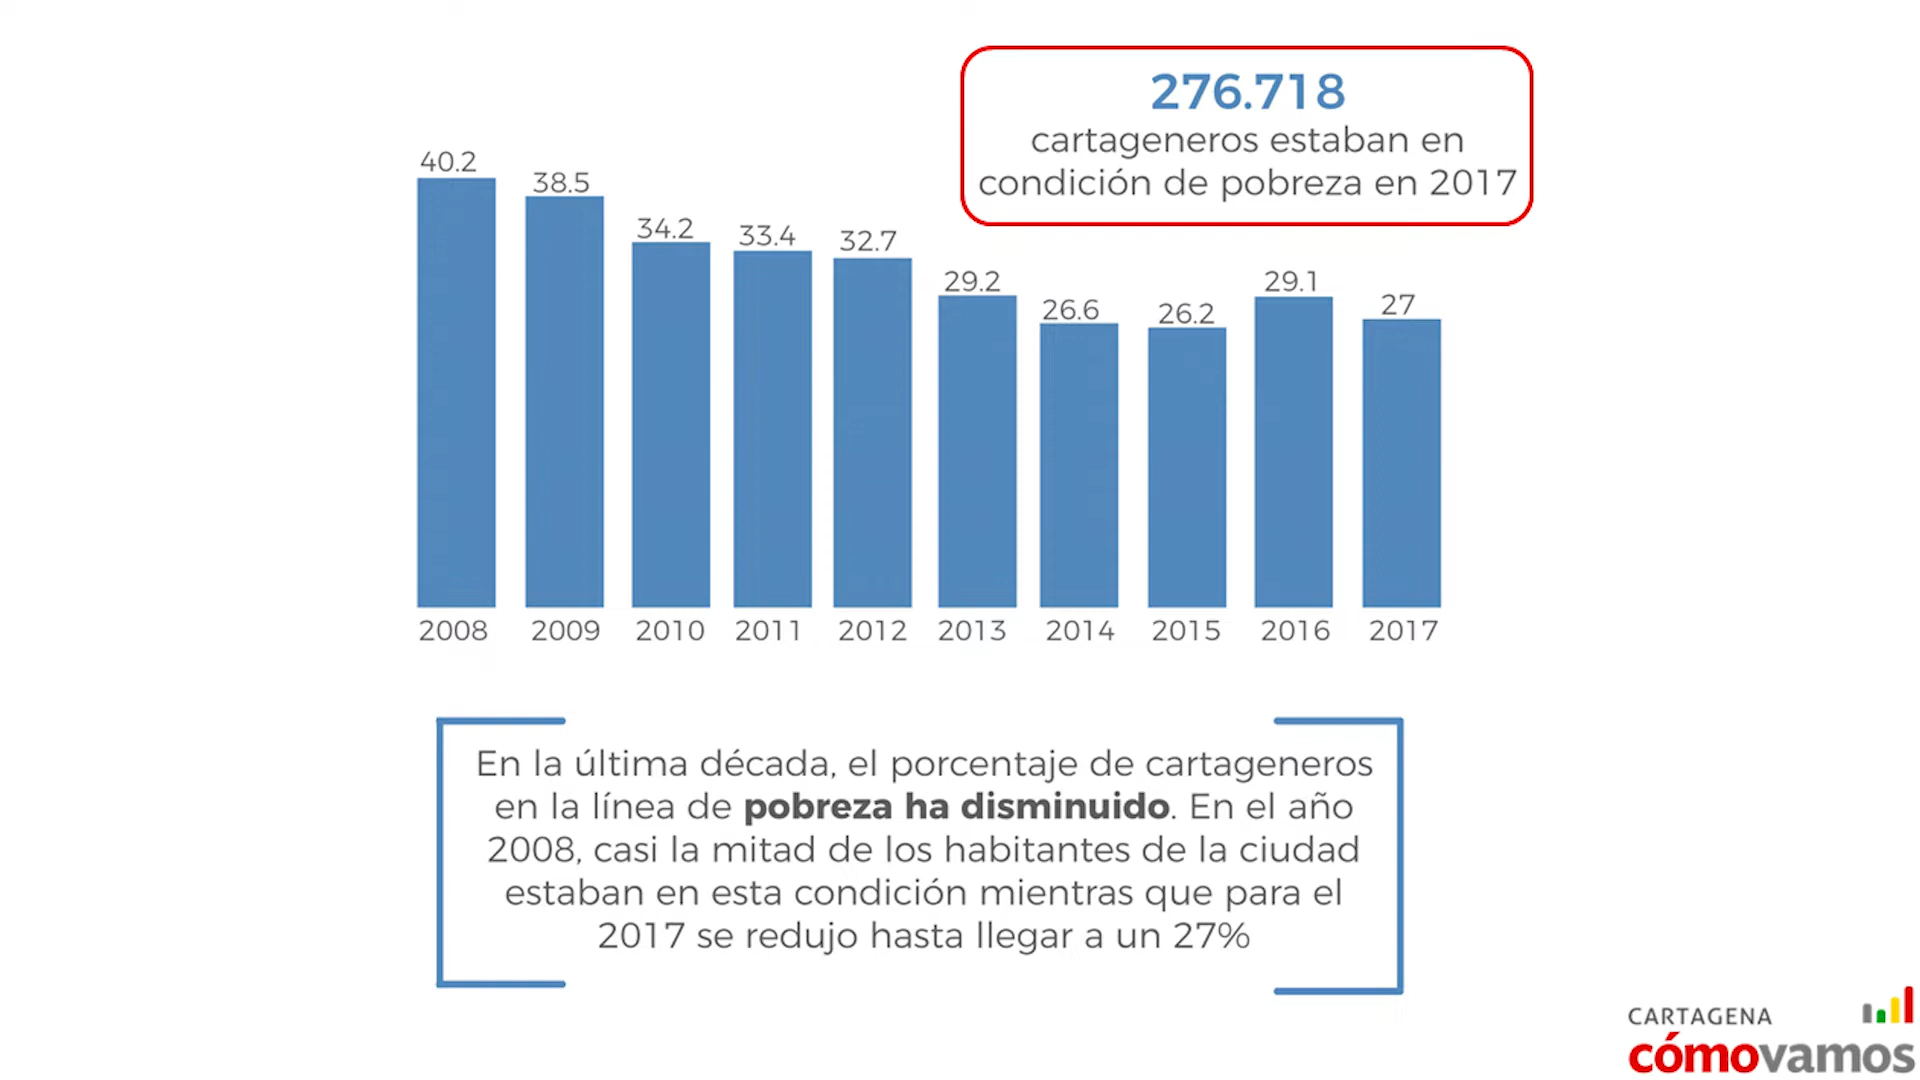 276.718
cartageneros estaban en
condición de pobreza en 2017
40.2
38.5
34.2
33.4
32.7
29.2
26.6
26.2
29.1
27
2008 2009 2010 2011 2012 2013 2014 2015 2016 2017
En la última década, el porcentaje de cartageneros
en la línea de pobreza ha disminuido. En el año
2008, casi la mitad de los habitantes de la ciudad
estaban en esta condición mientras que para el
2017 se redujo hasta llegar a un 27%
CARTAGENA
cómovamos